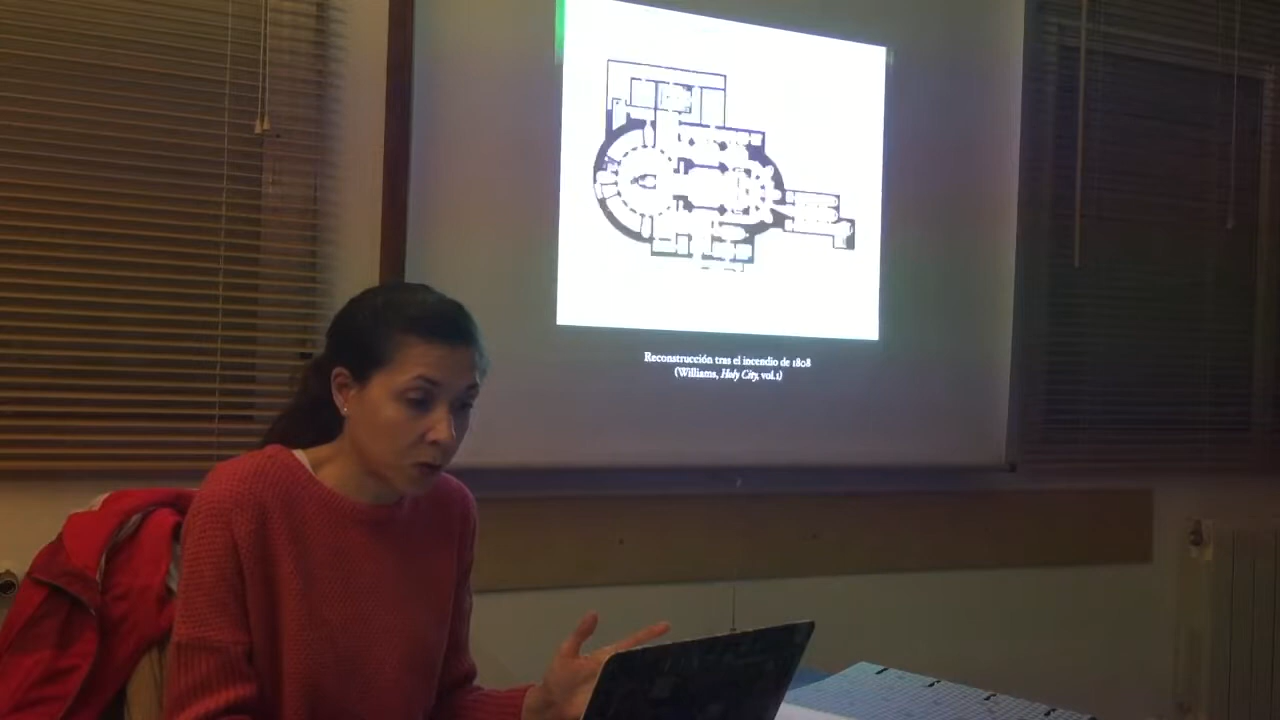 Reconstrucción tras el incendio de 1808
(Williams, Holy City, vol.1)